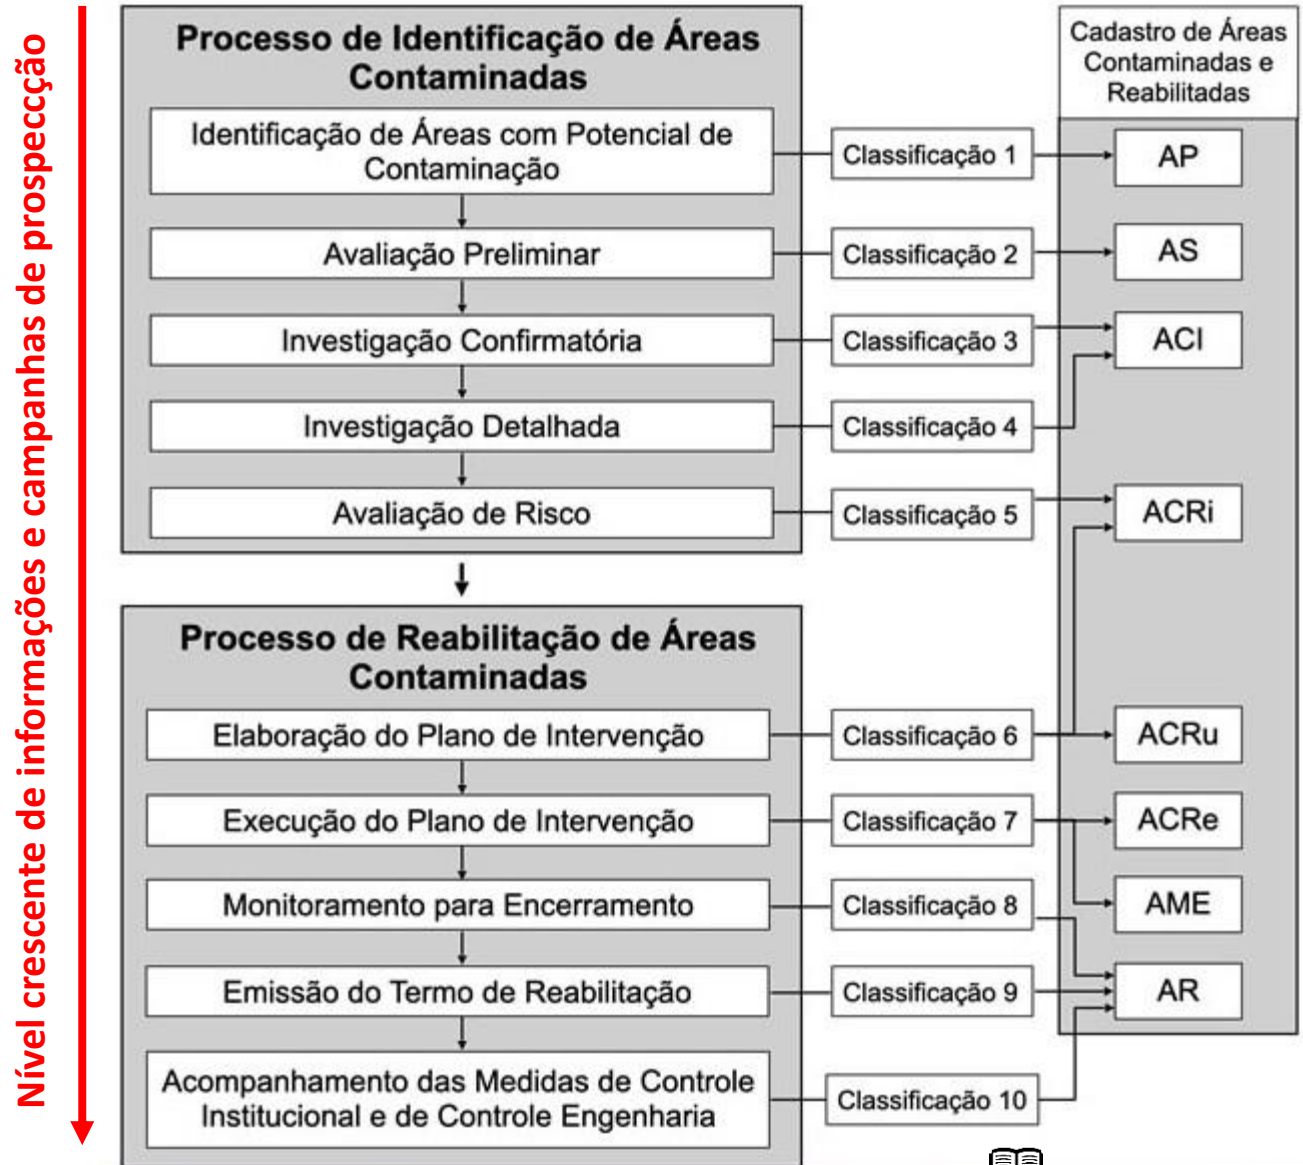 Nível crescente de informações e campanhas de prospeccção
Processo de Identificação de Áreas
Contaminadas
Identificação de Áreas com Potencial de
Contaminação
Avaliação Preliminar
Investigação Confirmatória
Investigação Detalhada
Avaliação de Risco
Classificação 1
Classificação 2
Classificação 3
Classificação 4
Classificação 5
Cadastro de Áreas
Contaminadas e
Reabilitadas
AP
AS
ACI
ACRi
ACRu
ACRe
AME
AR
Processo de Reabilitação de Áreas
Contaminadas
Elaboração do Plano de Intervenção
Execução do Plano de Intervenção
Monitoramento para Encerramento
Emissão do Termo de Reabilitação
Acompanhamento das Medidas de Controle
Institucional e de Controle Engenharia
Classificação 6
Classificação 7
Classificação 8
Classificação 9
Classificação 10